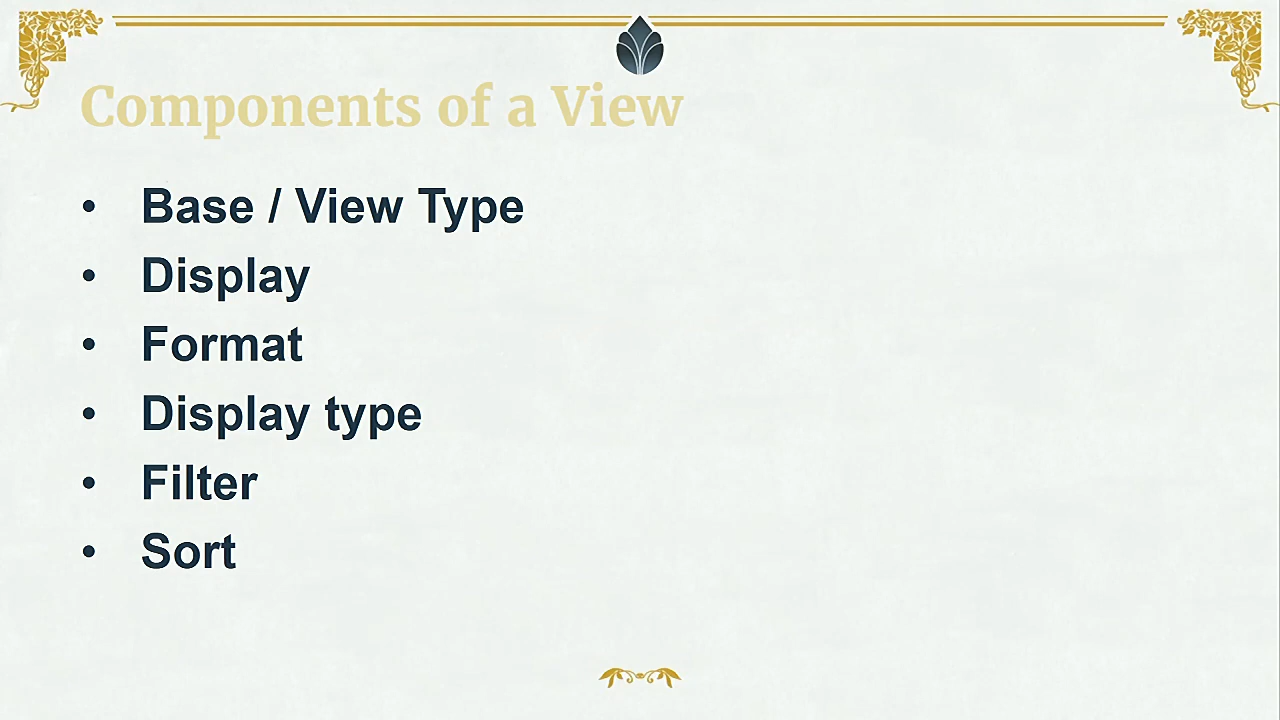 Components of a View
• Base / View Type
• Display
• Format
• Display type
• Filter
• Sort